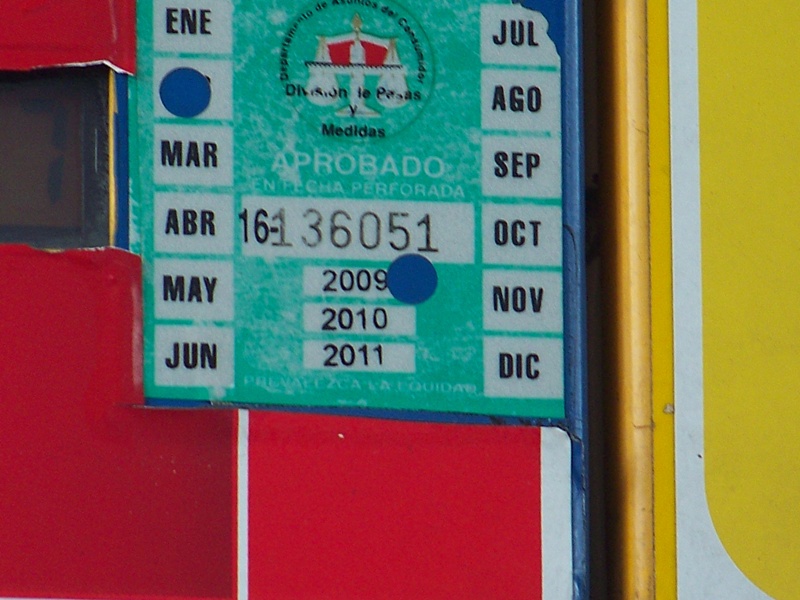 Departamento de Asuntos del Consumidor
División de Pesas
y
Medidas
APROBADO
EN FECHA PERFORADA
16-136051
2009
2010
2011
PREVALEZCA LA EQUIDAD
ENE
MAR
ABR
MAY
JUN
JUL
AGO
SEP
OCT
NOV
DIC